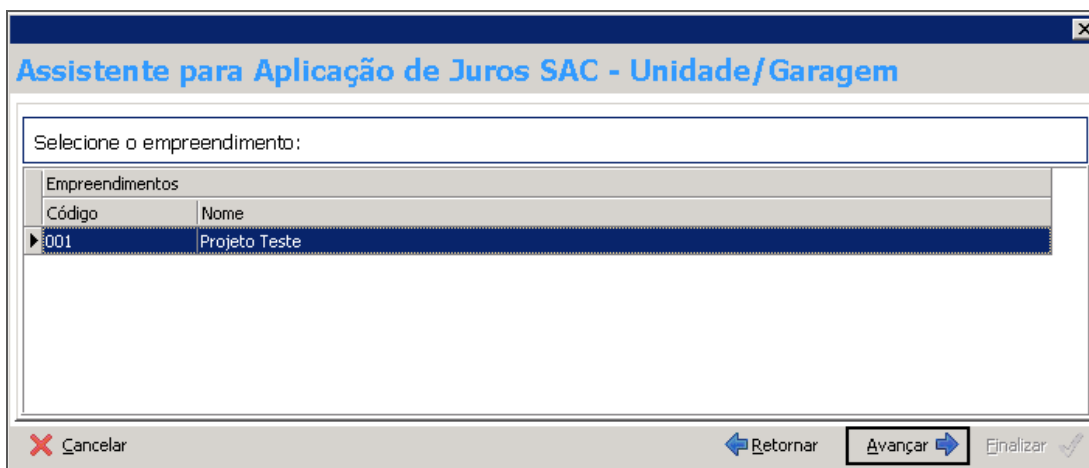 Assistente para Aplicação de Juros SAC - Unidade/Garagem
Selecione o empreendimento:
Empreendimentos
Código Nome
001 Projeto Teste
Cancelar Retornar Avançar Finalizar